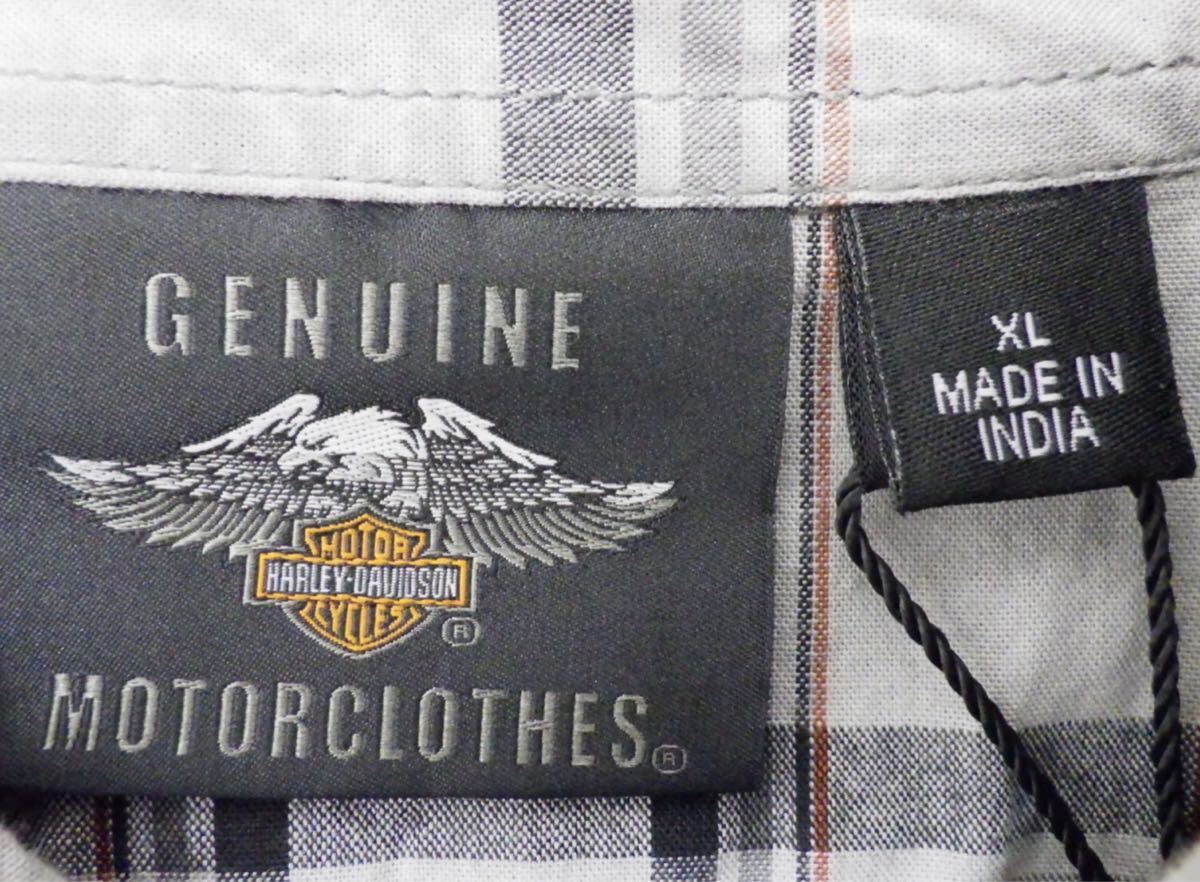 GENUINE
MOTOR
HARLEY-DAVIDSON
CYCLES
®
MOTORCLOTHES®
XL
MADE IN
INDIA